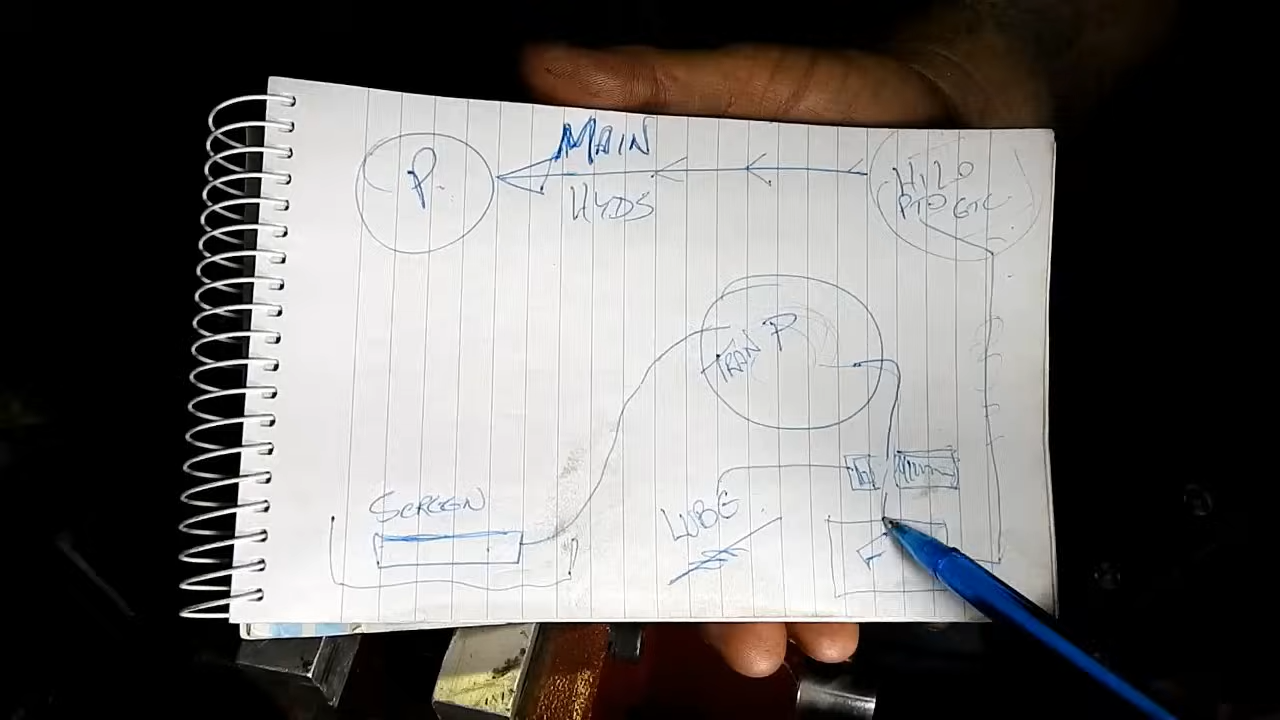 MAIN
P.
HYDS
HI LO
PTO ETC
TRAN P
SCREEN
LUBE